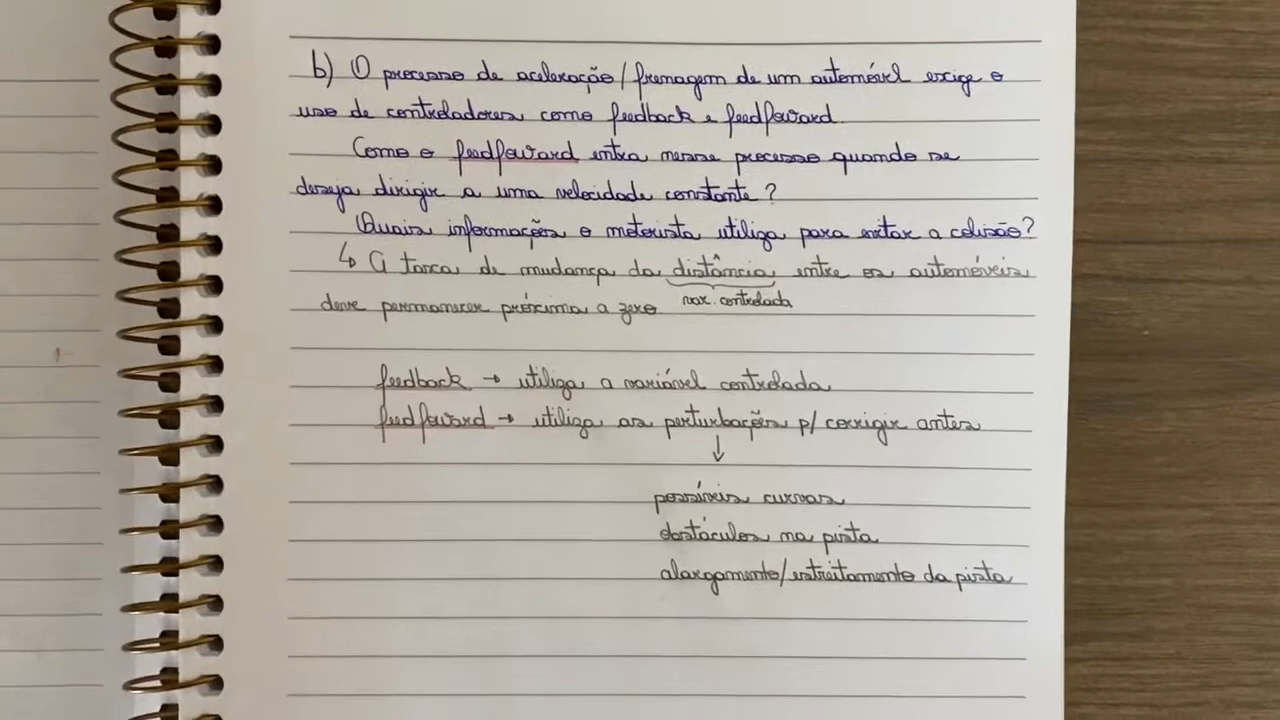 b) O processo de aceleração/frenagem de um automóvel exige o
uso de controladores como feedback e feedfoward.
Como o feedfoward entra nesse processo quando se
deseja dirigir a uma velocidade constante?
Quais informações o motorista utiliza para evitar a colisão?
↳ A taxa de mudança da distância entre os automóveis
var. controlada
deve permanecer próxima a zero
feedback → utiliza a variável controlada
feedfoward → utiliza as perturbações p/ corrigir antes
↓
possíveis curvas
obstáculos na pista
alargamento/estreitamento da pista